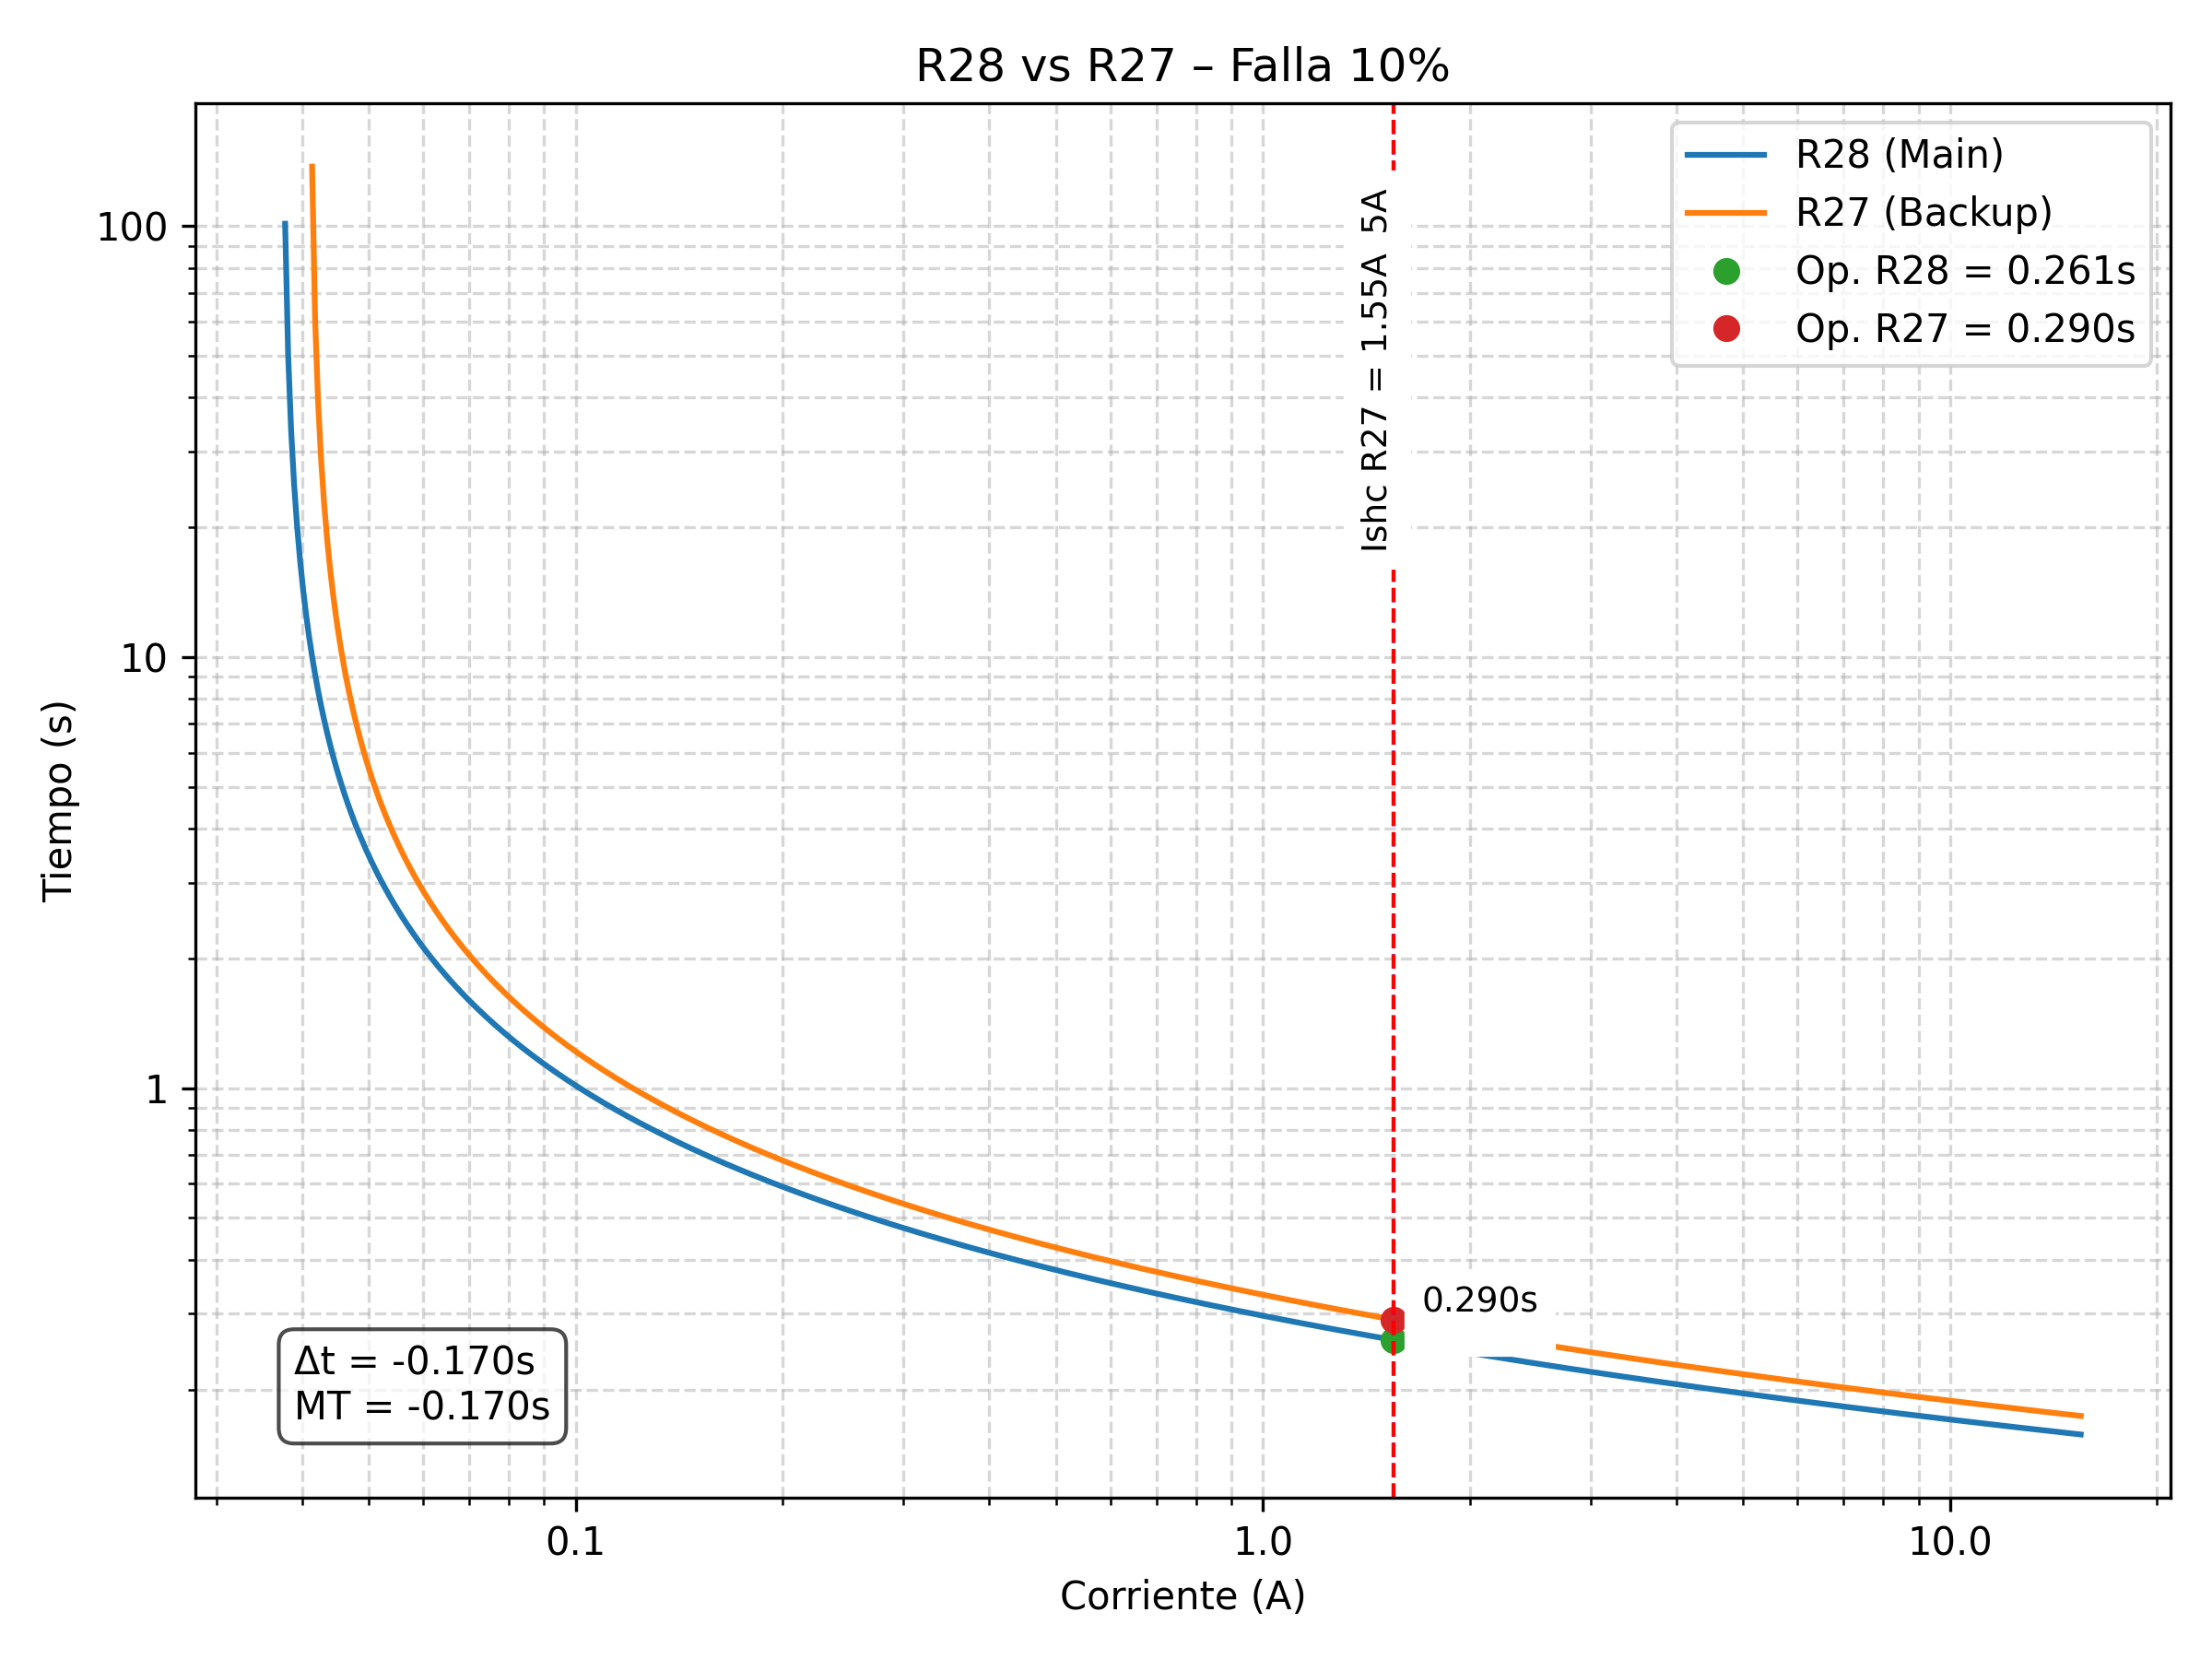 R28 vs R27 – Falla 10%
R28 (Main)
R27 (Backup)
Op. R28 = 0.261s
Op. R27 = 0.290s
Ishc R27 = 1.55A 5A
100
10
1
Tiempo (s)
0.290s
Δt = -0.170s
MT = -0.170s
0.1
1.0
10.0
Corriente (A)